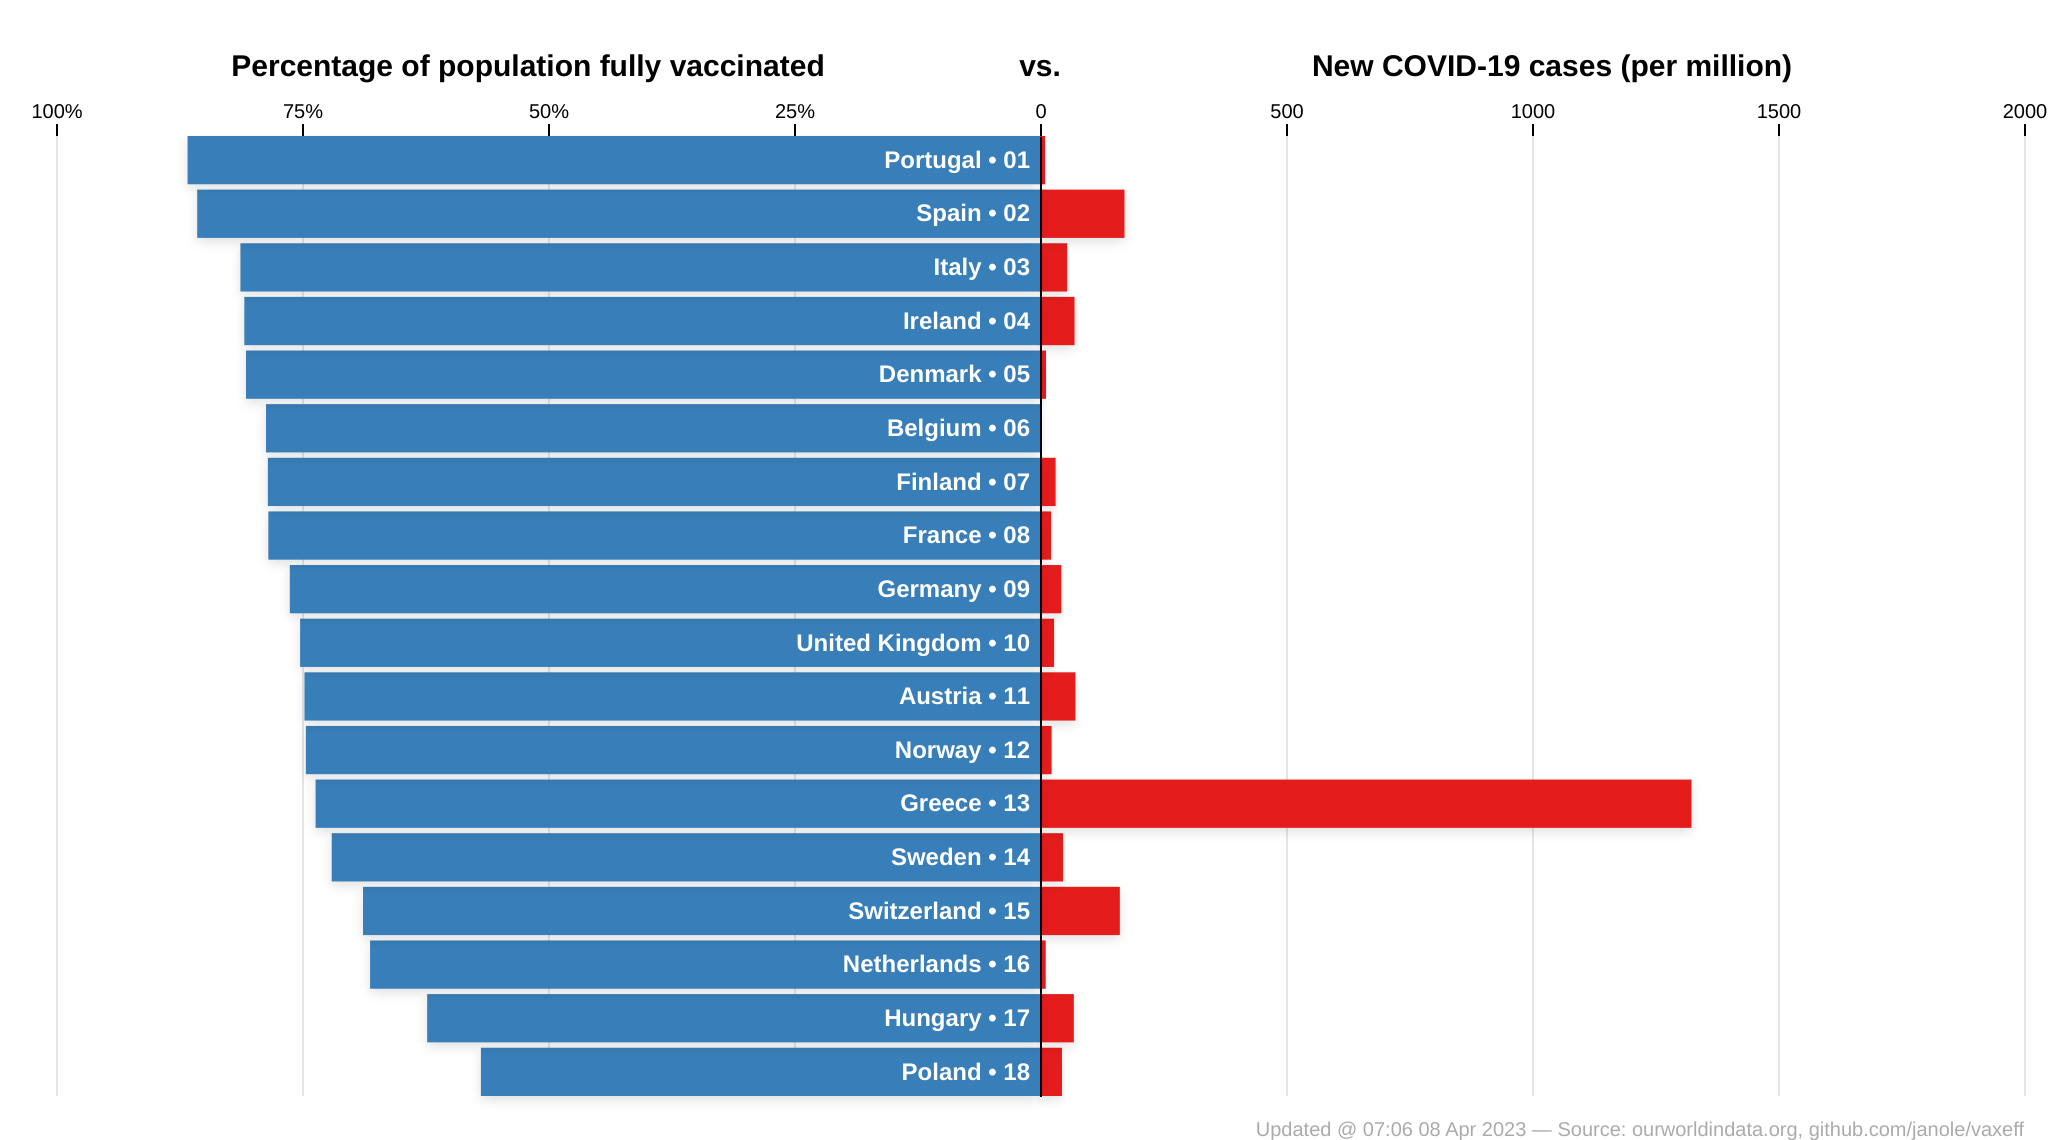 Percentage of population fully vaccinated vs. New COVID-19 cases (per million)
100% 75% 50% 25% 0 500 1000 1500 2000
Portugal • 01
Spain • 02
Italy • 03
Ireland • 04
Denmark • 05
Belgium • 06
Finland • 07
France • 08
Germany • 09
United Kingdom • 10
Austria • 11
Norway • 12
Greece • 13
Sweden • 14
Switzerland • 15
Netherlands • 16
Hungary • 17
Poland • 18
Updated @ 07:06 08 Apr 2023 — Source: ourworldindata.org, github.com/janole/vaxeff